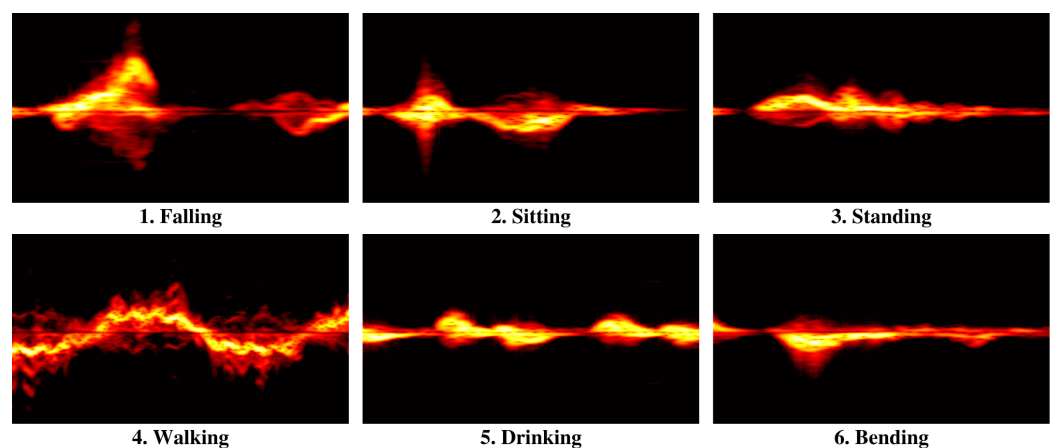 1. Falling
2. Sitting
3. Standing
4. Walking
5. Drinking
6. Bending